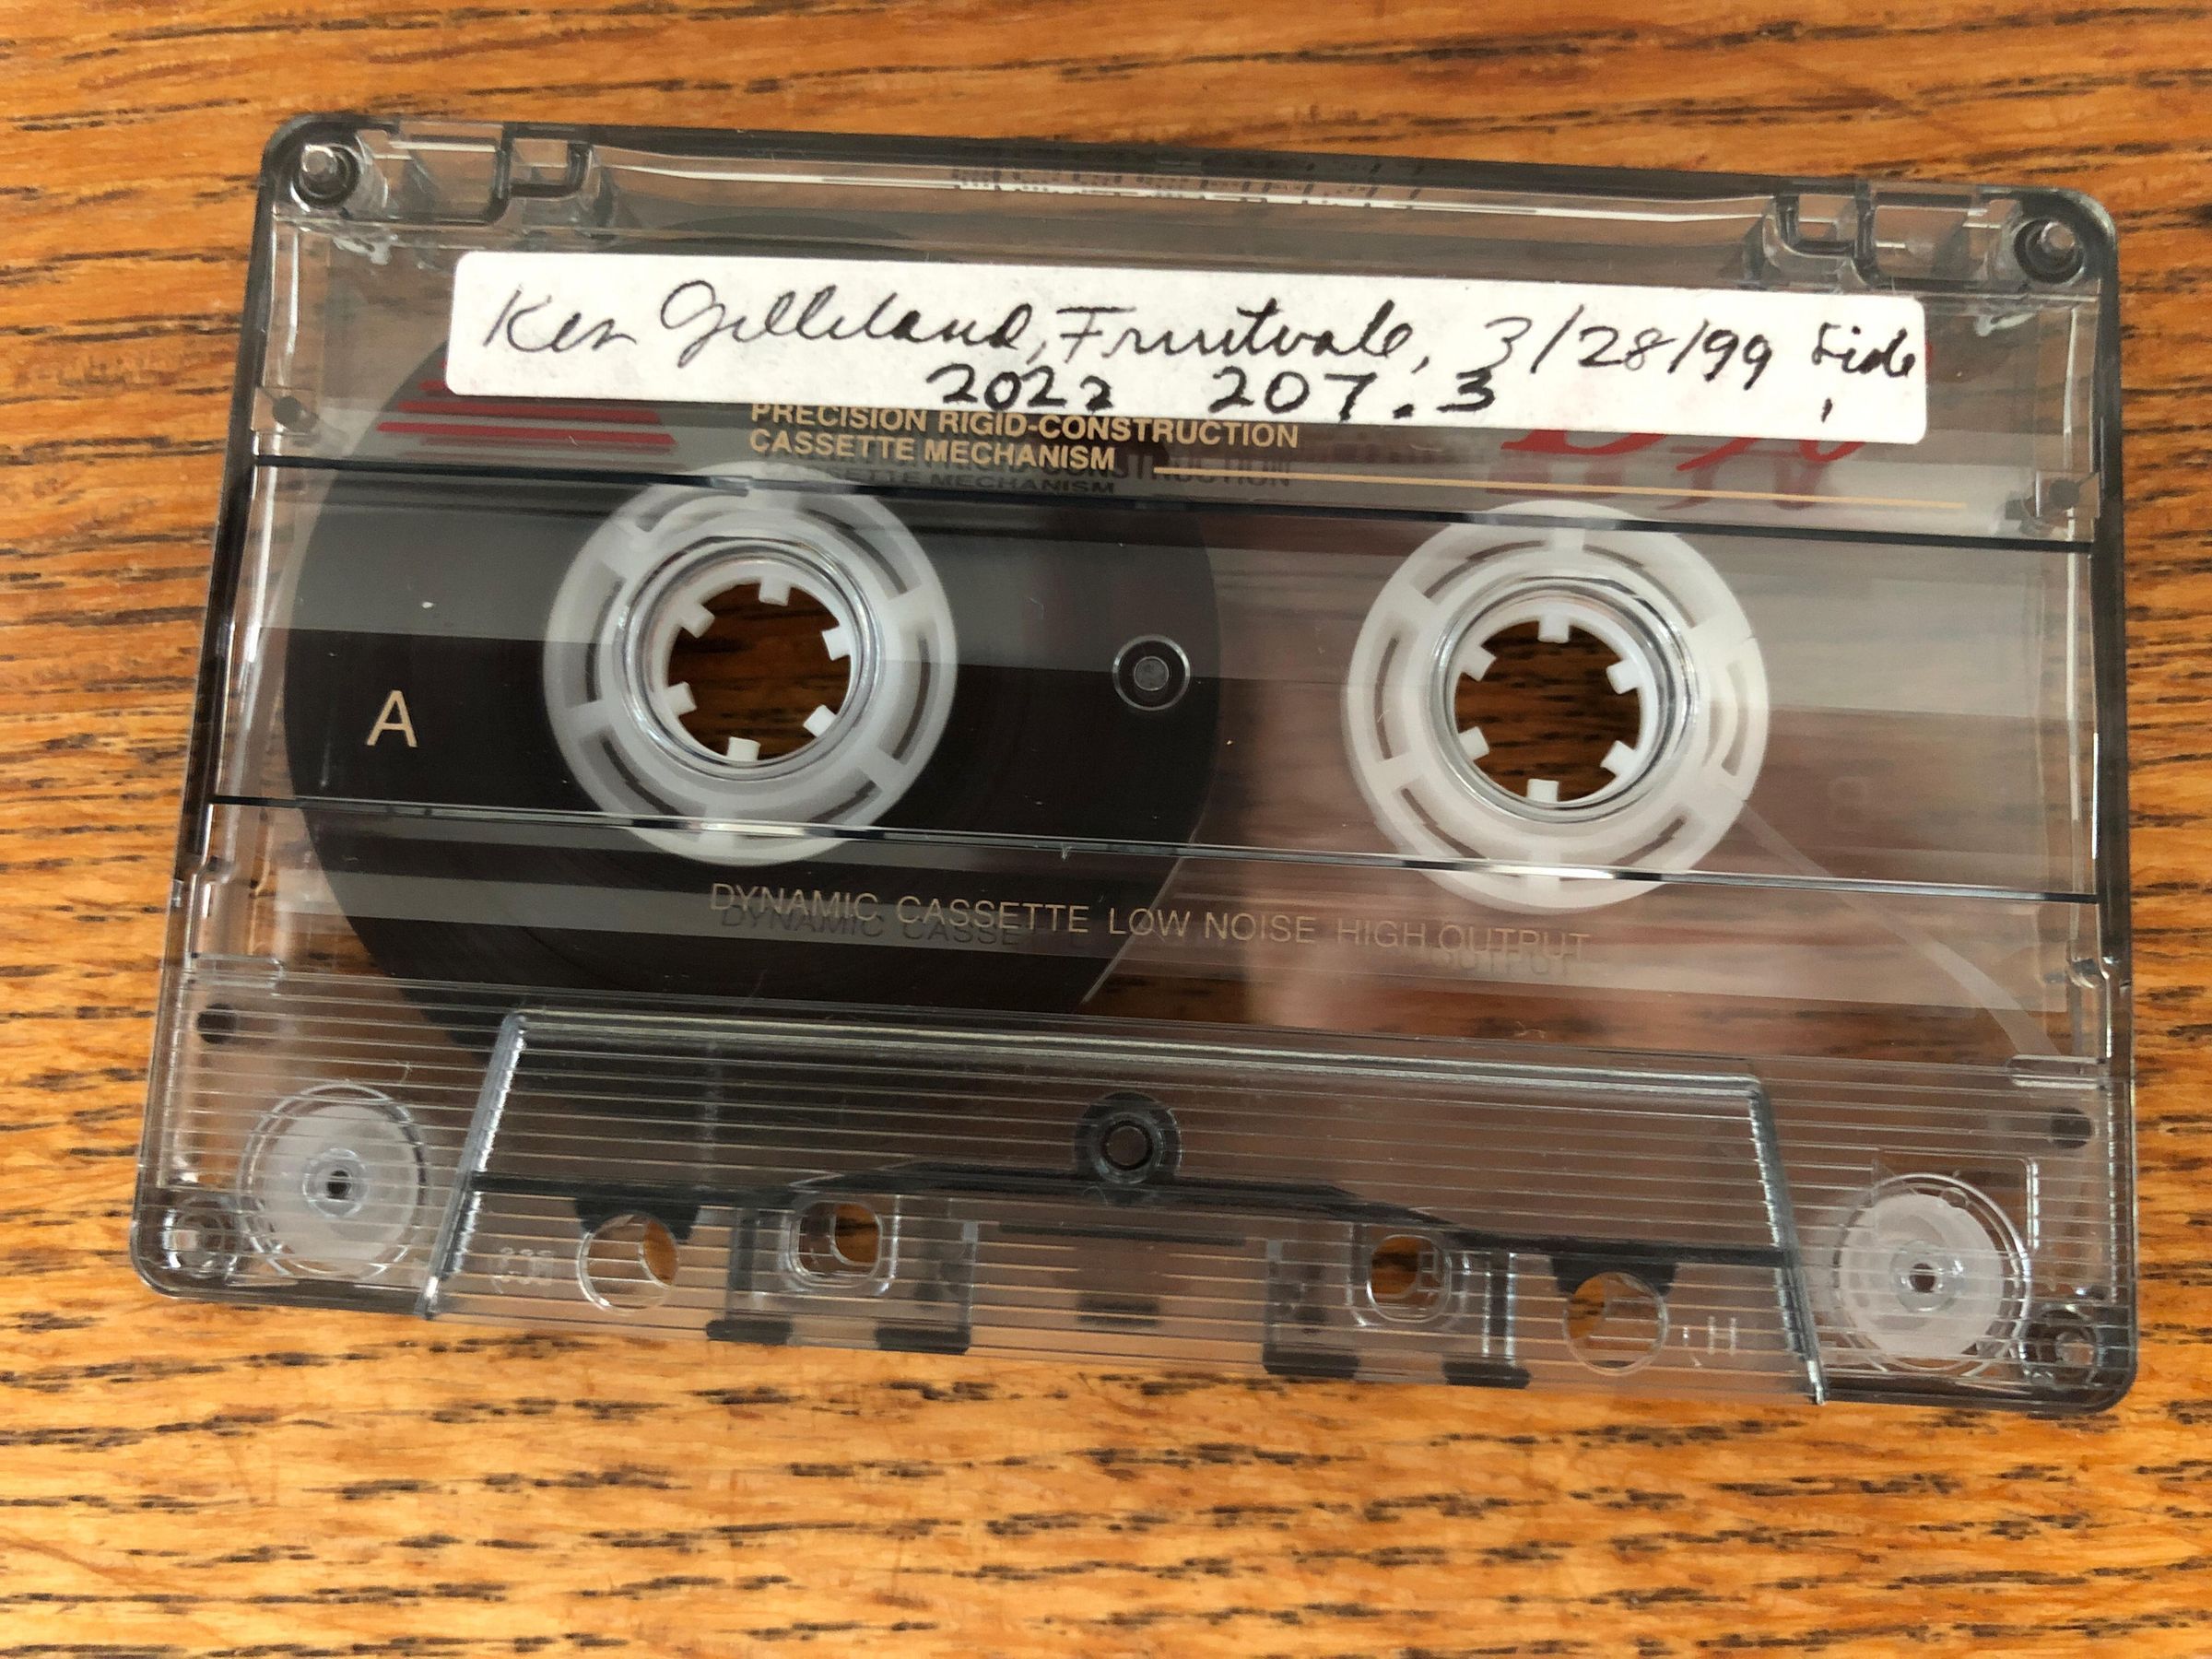 Ken Gilleland, Fruitvale, 3/28/99 Side
2022 207.3 1
PRECISION RIGID-CONSTRUCTION
CASSETTE MECHANISM
A
DYNAMIC CASSETTE LOW NOISE HIGH OUTPUT